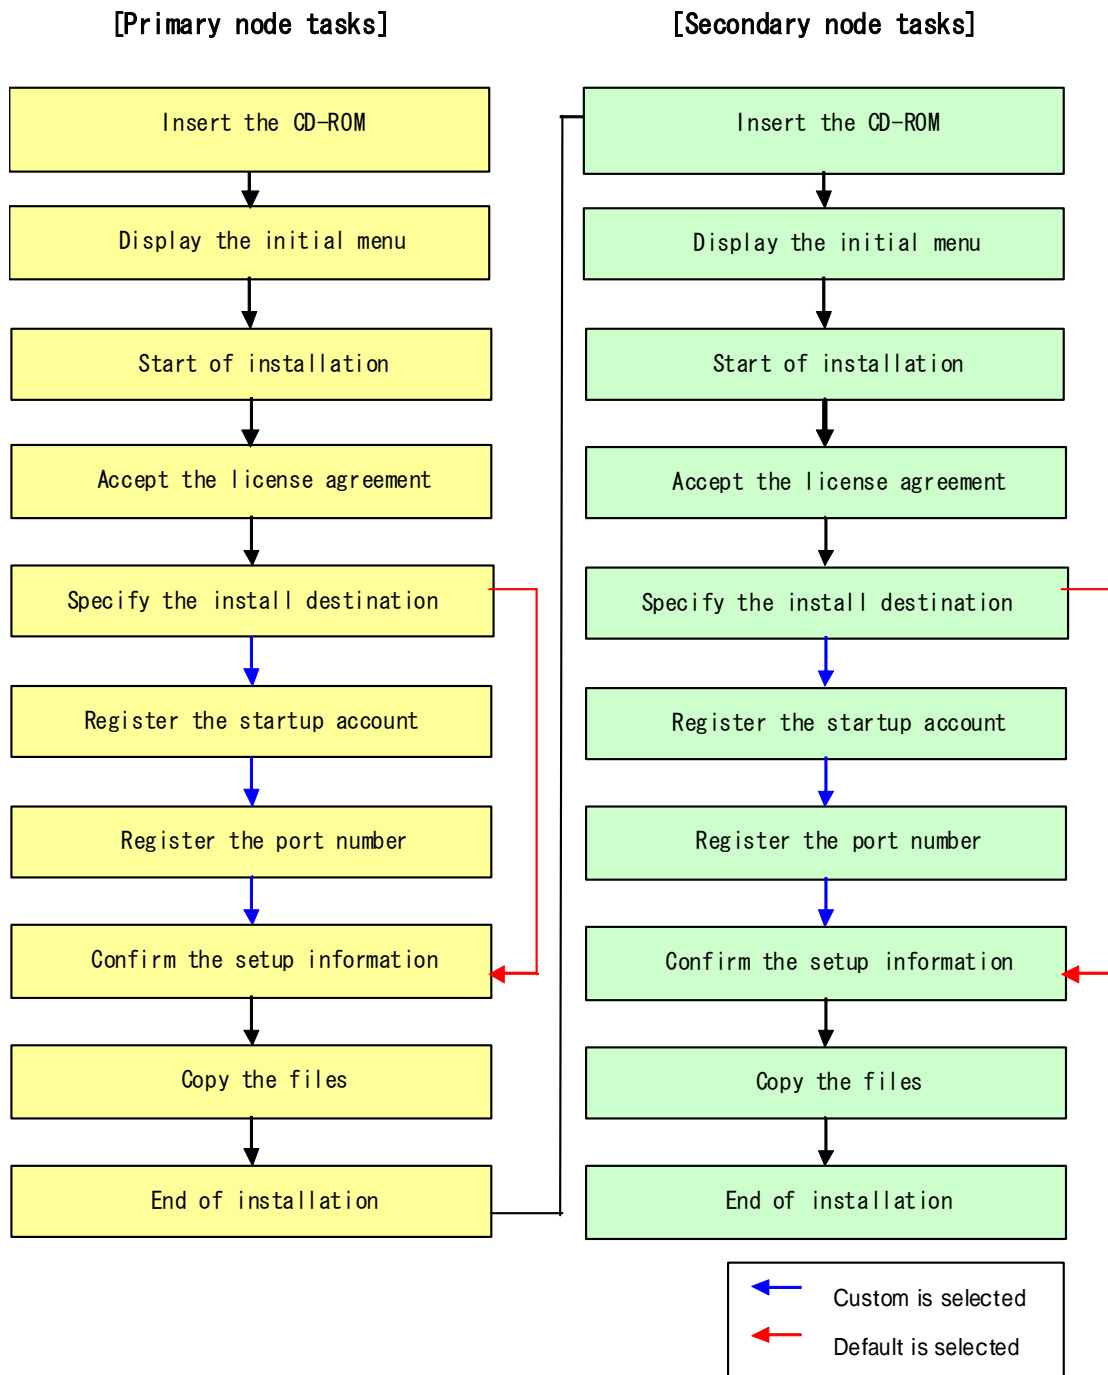 [Primary node tasks]
Insert the CD-ROM
Display the initial menu
Start of installation
Accept the license agreement
Specify the install destination
Register the startup account
Register the port number
Confirm the setup information
Copy the files
End of installation
[Secondary node tasks]
Insert the CD-ROM
Display the initial menu
Start of installation
Accept the license agreement
Specify the install destination
Register the startup account
Register the port number
Confirm the setup information
Copy the files
End of installation
Custom is selected
Default is selected